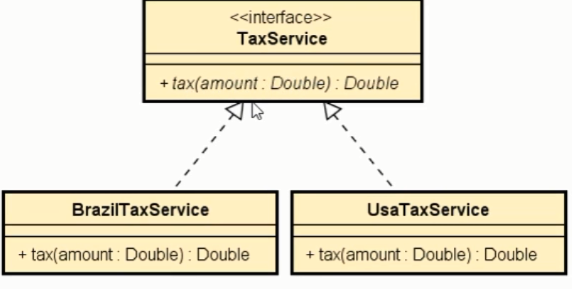 <<interface>>
TaxService
+ tax(amount : Double) : Double
BrazilTaxService
+ tax(amount : Double) : Double
UsaTaxService
+ tax(amount : Double) : Double